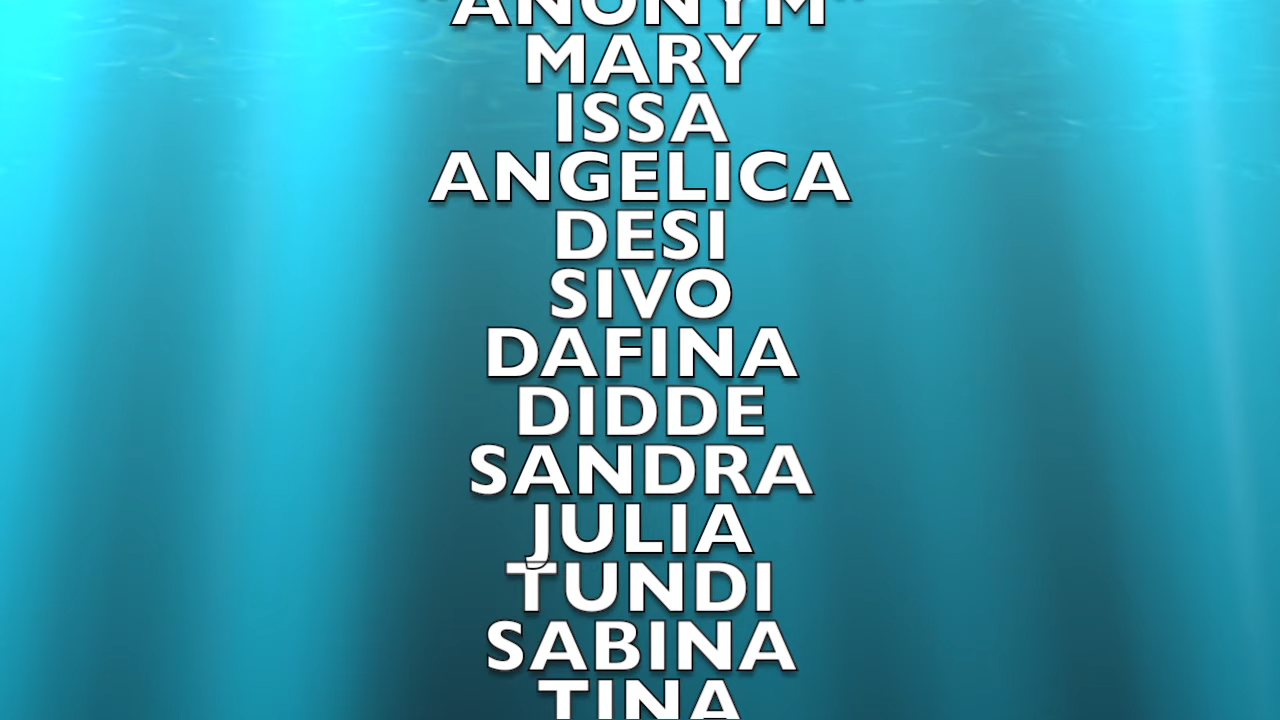 "ANONYM"
MARY
ISSA
ANGELICA
DESI
SIVO
DAFINA
DIDDE
SANDRA
JULIA
TUNDI
SABINA
TINA